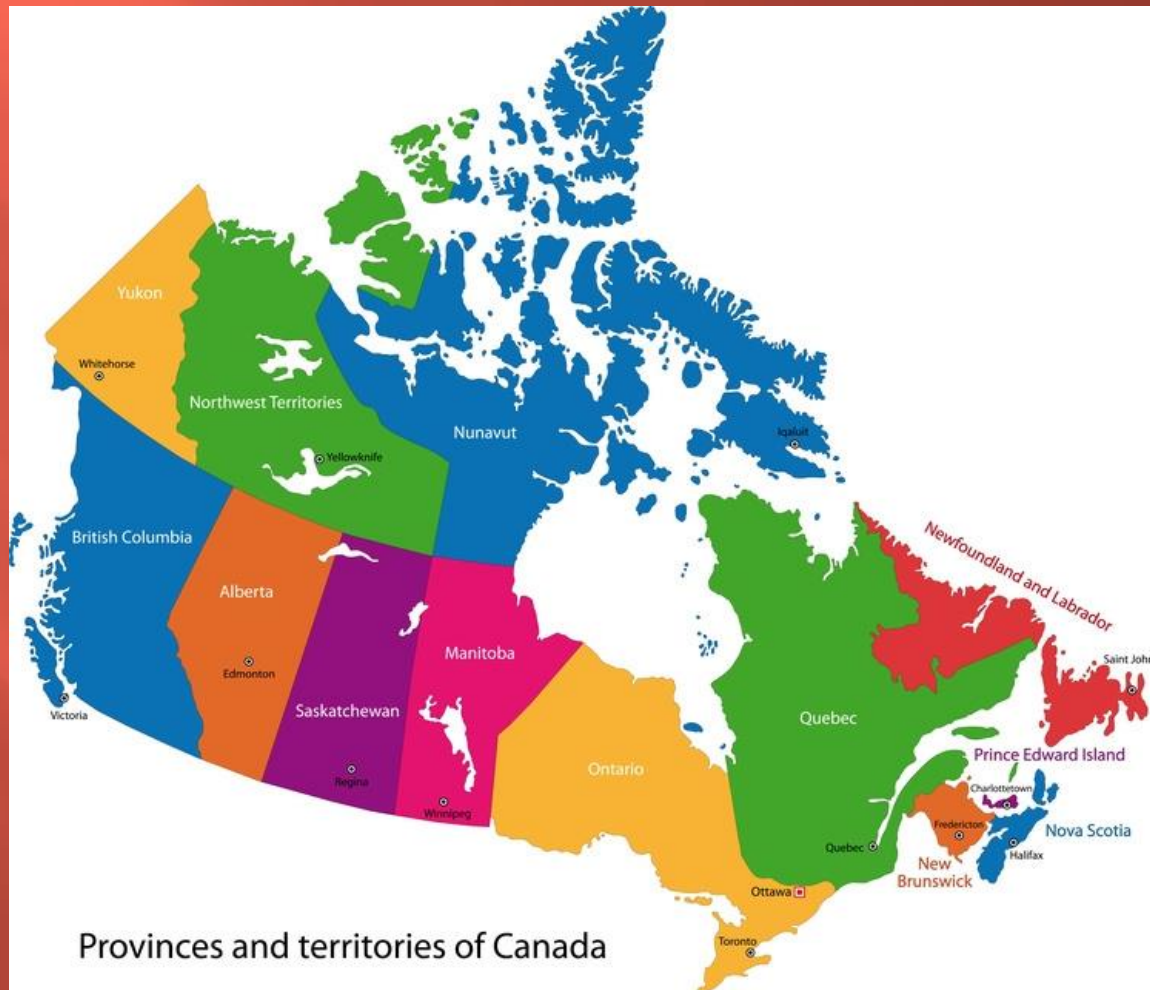 Yukon
Whitehorse
Northwest Territories
Yellowknife
Nunavut
Iqaluit
British Columbia
Victoria
Alberta
Edmonton
Saskatchewan
Regina
Manitoba
Winnipeg
Ontario
Ottawa
Toronto
Quebec
Quebec
Newfoundland and Labrador
Saint John
Prince Edward Island
Charlottetown
Fredericton
New
Brunswick
Nova Scotia
Halifax
Provinces and territories of Canada